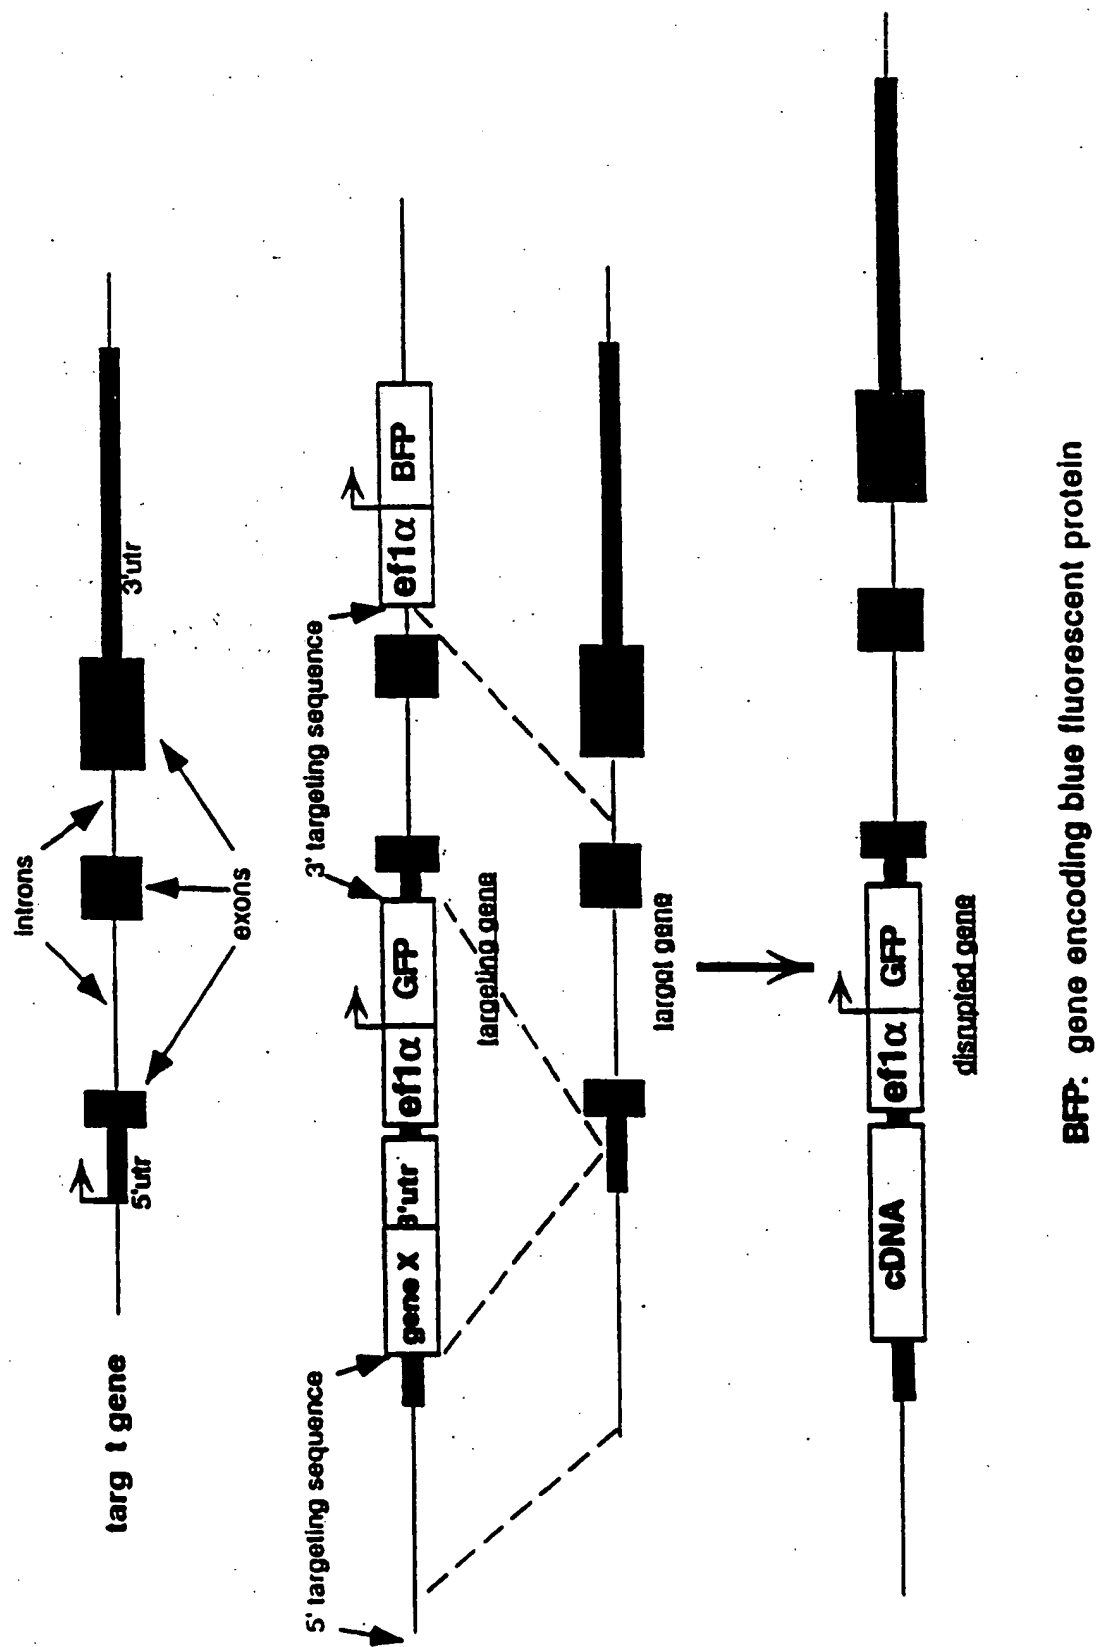 targ t gene
5'utr
introns
exons
3'utr
5' targeting sequence
3' targeting sequence
gene X
3'utr
ef1α
GFP
ef1α
BFP
targeting gene
target gene
cDNA
ef1α
GFP
disrupted gene
BFP: gene encoding blue fluorescent protein